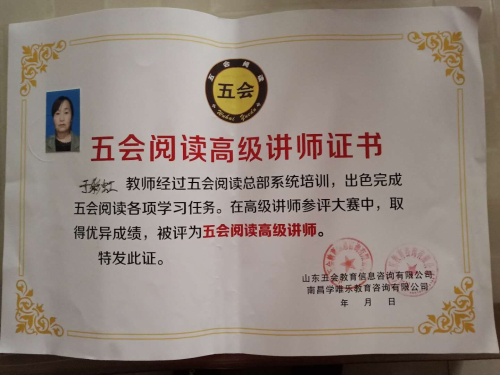 五会阅读
五会
Wuhui Yuedu
五会阅读高级讲师证书
于彩虹 教师经过五会阅读总部系统培训，出色完成
五会阅读各项学习任务。在高级讲师参评大赛中，取
得优异成绩，被评为五会阅读高级讲师。
特发此证。
山东五会教育信息咨询有限公司
南昌学唯乐教育咨询有限公司
年 月 日